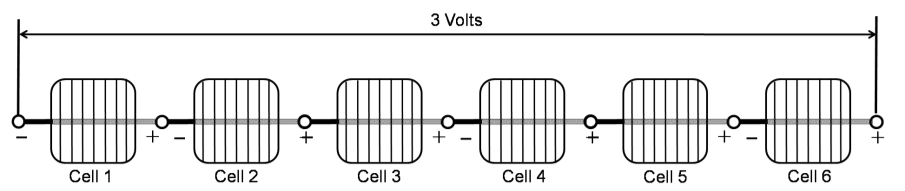 3 Volts
− + − + + − + + − +
Cell 1 Cell 2 Cell 3 Cell 4 Cell 5 Cell 6